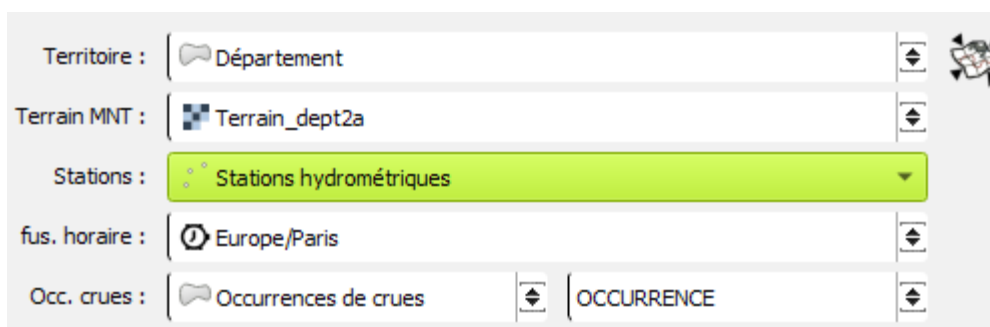 Territoire : Département
Terrain MNT : Terrain_dept2a
Stations : Stations hydrométriques
fus. horaire : Europe/Paris
Occ. crues : Occurrences de crues OCCURRENCE